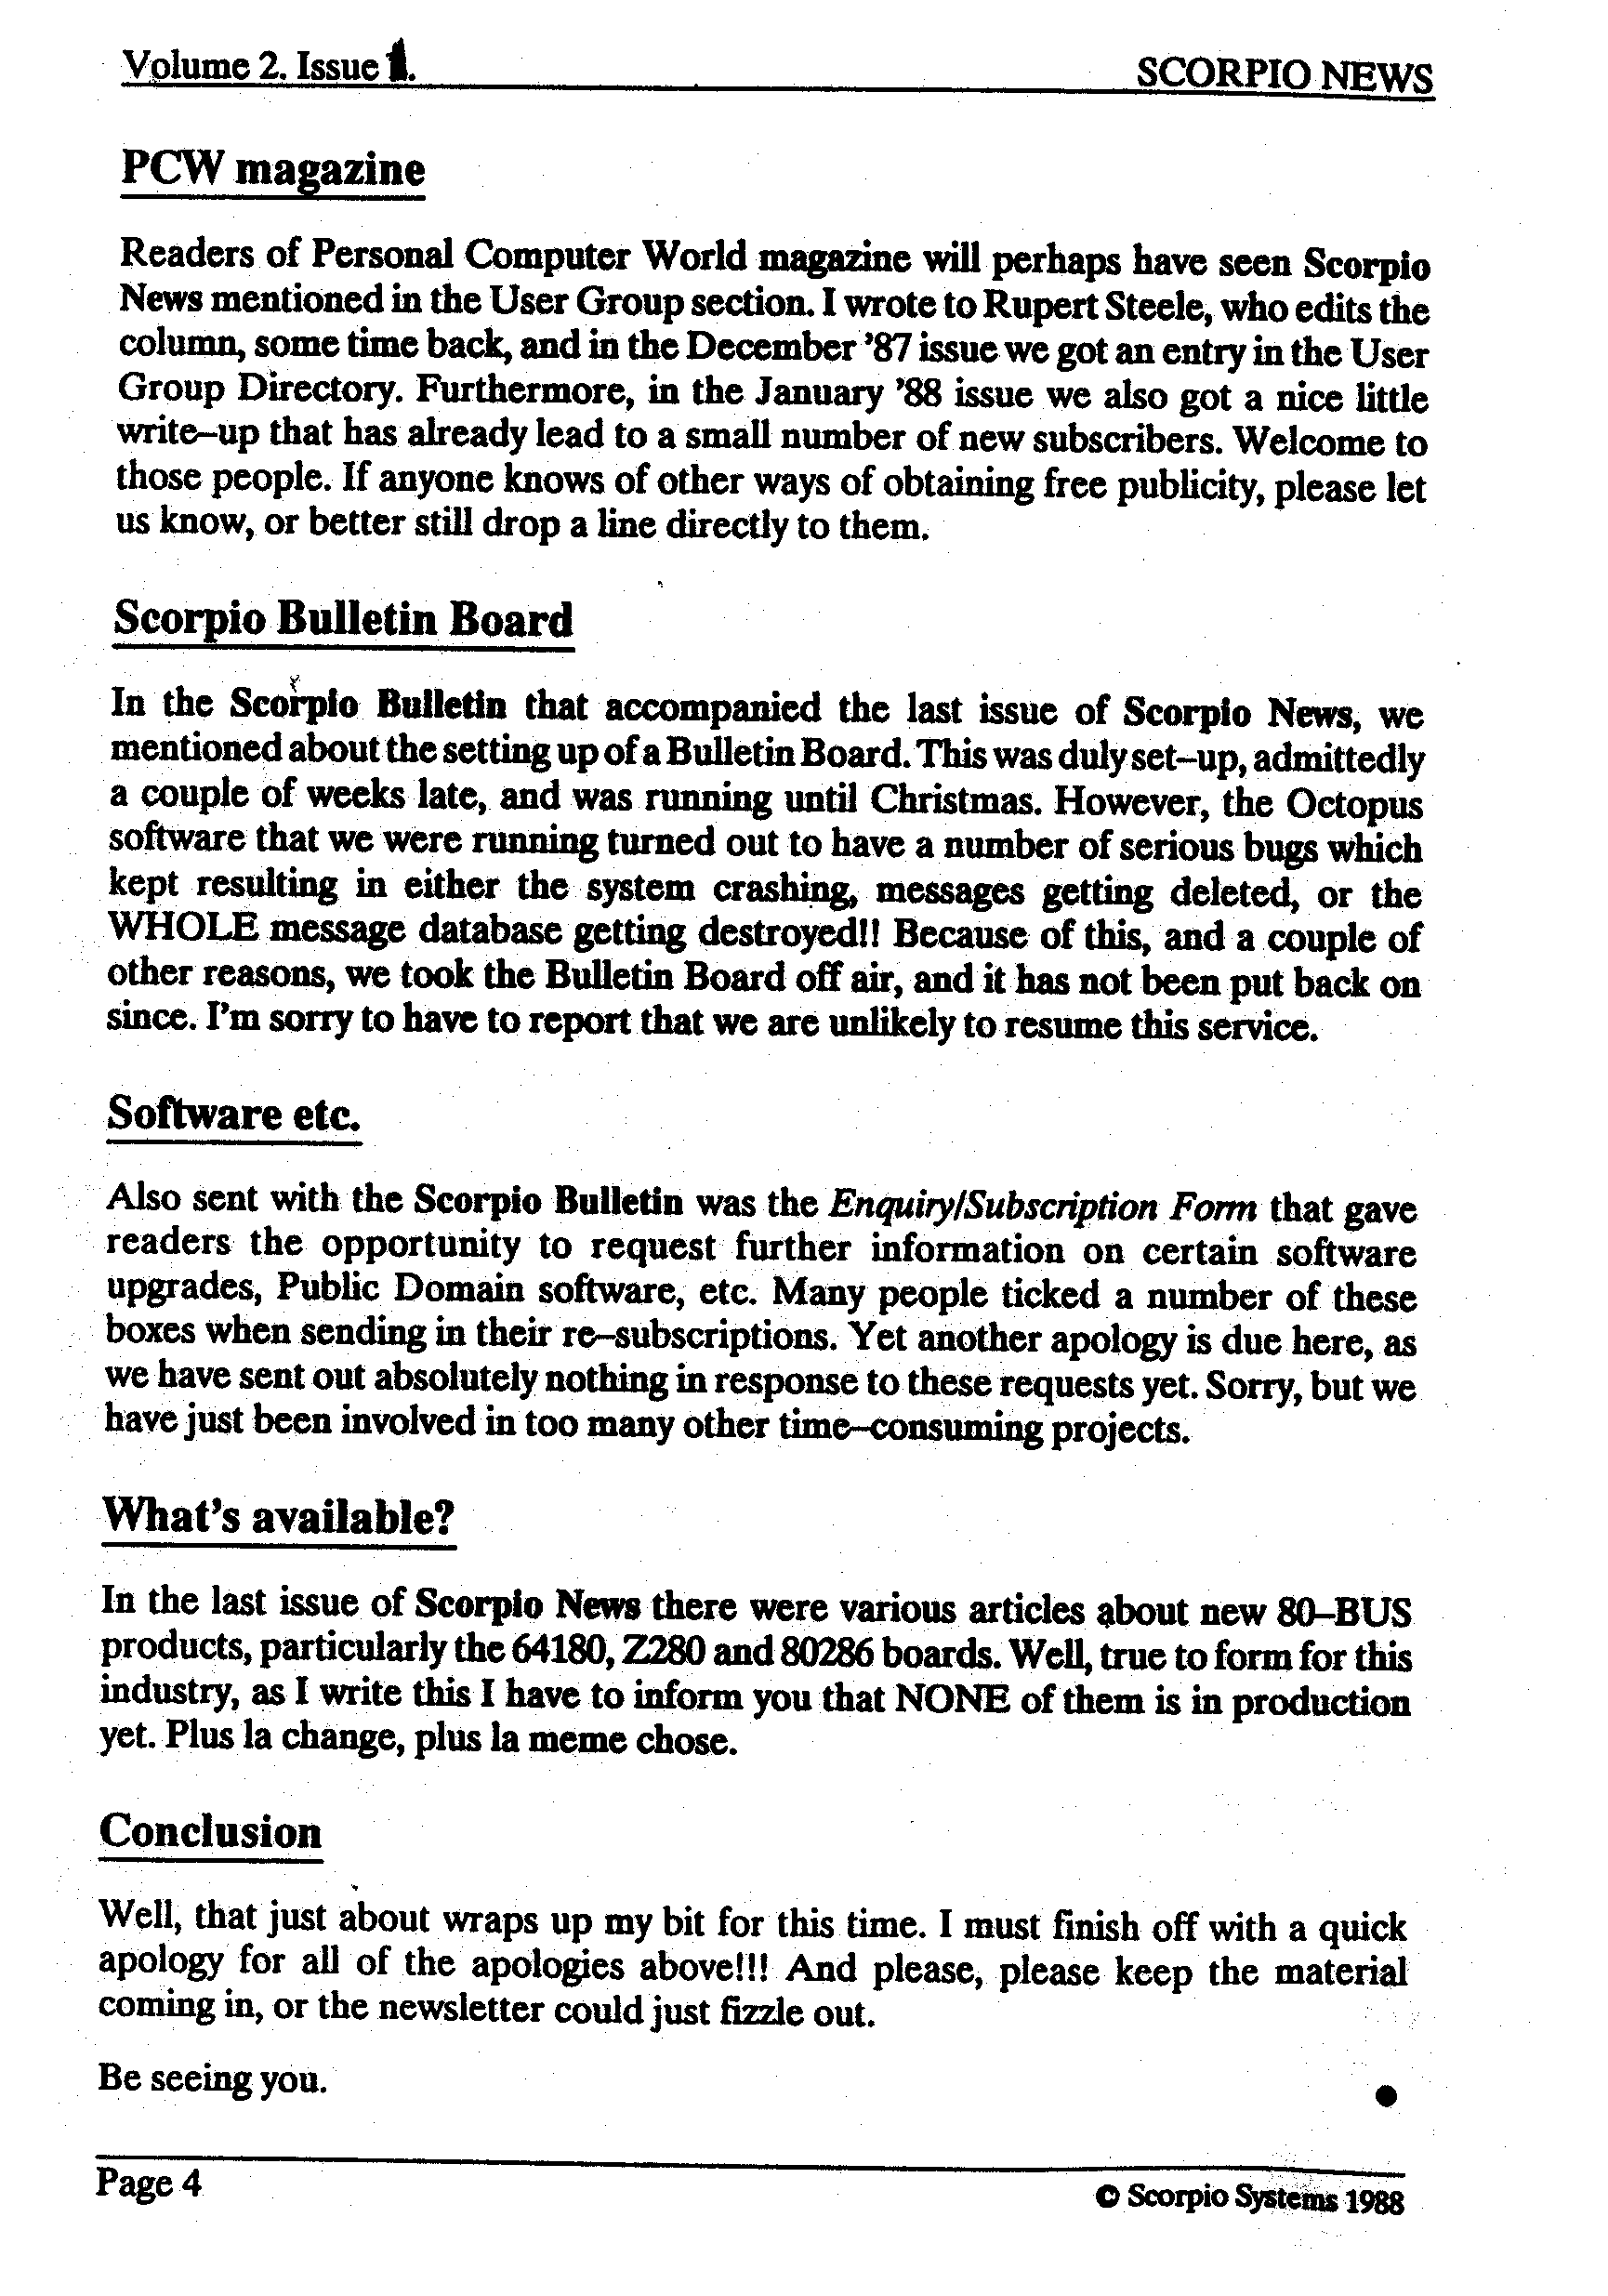 Volume 2. Issue 1.
SCORPIO NEWS
PCW magazine
Readers of Personal Computer World magazine will perhaps have seen Scorpio
News mentioned in the User Group section. I wrote to Rupert Steele, who edits the
column, some time back, and in the December '87 issue we got an entry in the User
Group Directory. Furthermore, in the January '88 issue we also got a nice little
write–up that has already lead to a small number of new subscribers. Welcome to
those people. If anyone knows of other ways of obtaining free publicity, please let
us know, or better still drop a line directly to them.
Scorpio Bulletin Board
In the Scorpio Bulletin that accompanied the last issue of Scorpio News, we
mentioned about the setting up of a Bulletin Board. This was duly set–up, admittedly
a couple of weeks late, and was running until Christmas. However, the Octopus
software that we were running turned out to have a number of serious bugs which
kept resulting in either the system crashing, messages getting deleted, or the
WHOLE message database getting destroyed!! Because of this, and a couple of
other reasons, we took the Bulletin Board off air, and it has not been put back on
since. I'm sorry to have to report that we are unlikely to resume this service.
Software etc.
Also sent with the Scorpio Bulletin was the Enquiry/Subscription Form that gave
readers the opportunity to request further information on certain software
upgrades, Public Domain software, etc. Many people ticked a number of these
boxes when sending in their re–subscriptions. Yet another apology is due here, as
we have sent out absolutely nothing in response to these requests yet. Sorry, but we
have just been involved in too many other time–consuming projects.
What's available?
In the last issue of Scorpio News there were various articles about new 80–BUS
products, particularly the 64180, Z280 and 80286 boards. Well, true to form for this
industry, as I write this I have to inform you that NONE of them is in production
yet. Plus la change, plus la meme chose.
Conclusion
Well, that just about wraps up my bit for this time. I must finish off with a quick
apology for all of the apologies above!!! And please, please keep the material
coming in, or the newsletter could just fizzle out.
Be seeing you.
Page 4
© Scorpio Systems 1988